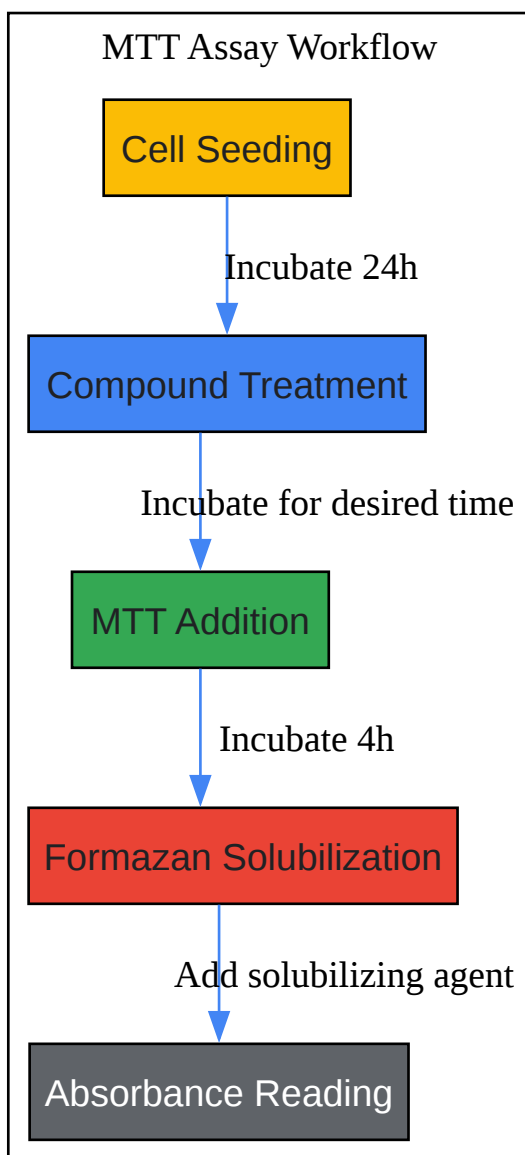 MTT Assay Workflow
Cell Seeding
Incubate 24h
Compound Treatment
Incubate for desired time
MTT Addition
Incubate 4h
Formazan Solubilization
Add solubilizing agent
Absorbance Reading